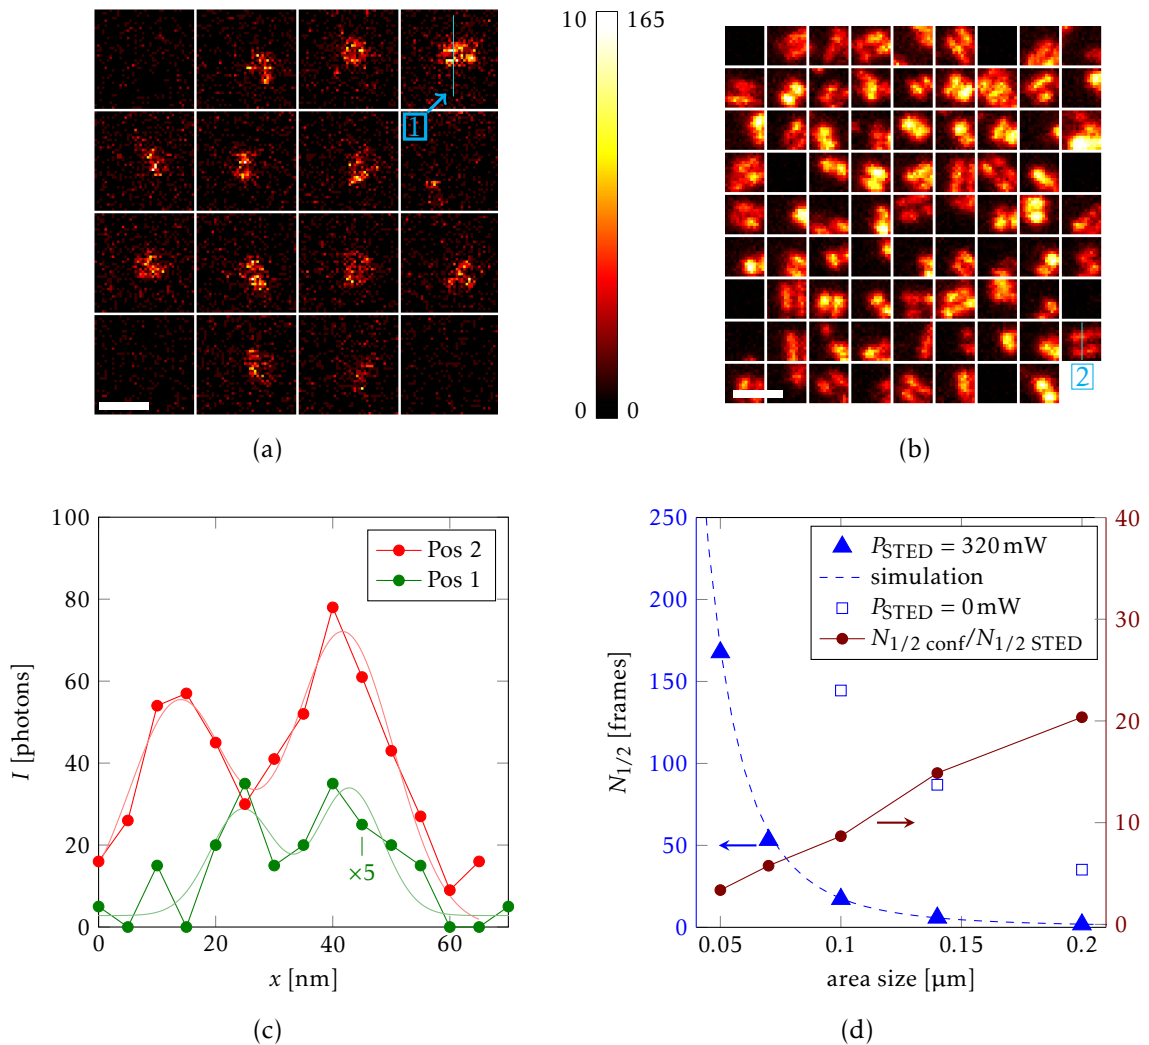 10 165
1
0 0
2
(a)
(b)
100
80
60
40
20
0
I [photons]
Pos 2
Pos 1
×5
0 20 40 60
x [nm]
(c)
250
200
150
100
50
0
N1/2 [frames]
PSTED = 320 mW
simulation
PSTED = 0 mW
N1/2 conf/N1/2 STED
40
30
20
10
0
0.05 0.1 0.15 0.2
area size [µm]
(d)